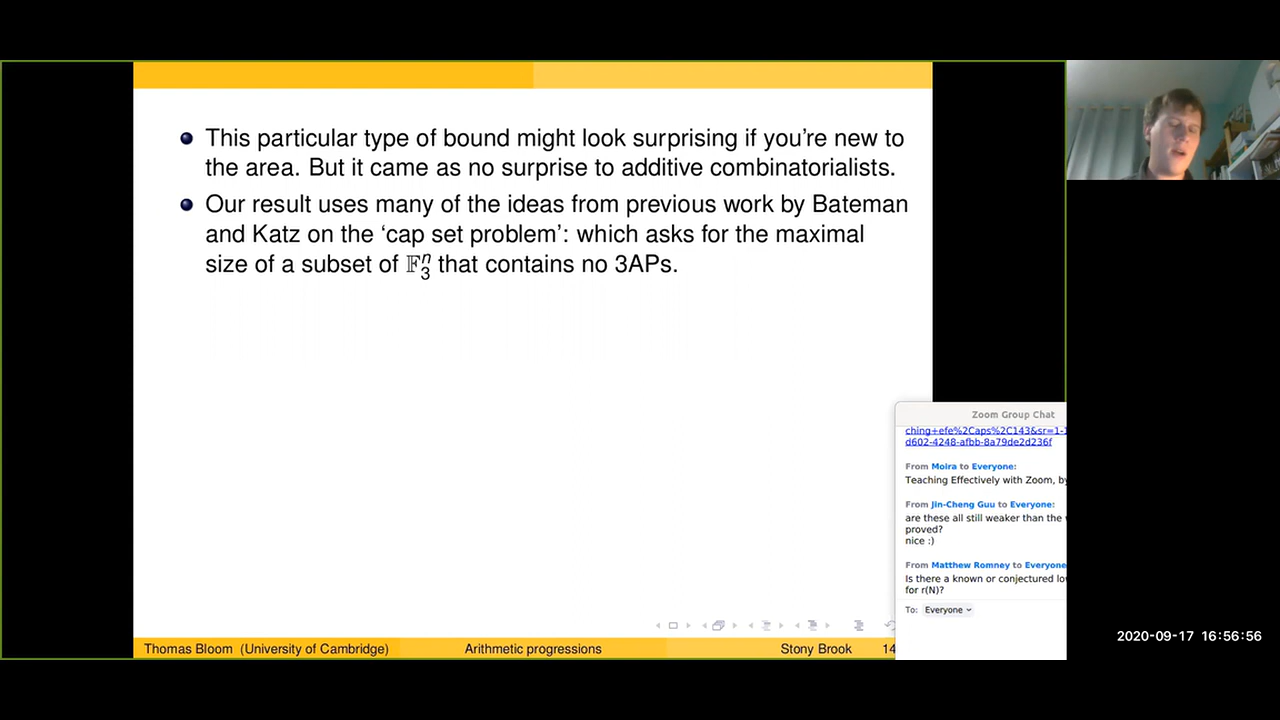 This particular type of bound might look surprising if you're new to
the area. But it came as no surprise to additive combinatorialists.
Our result uses many of the ideas from previous work by Bateman
and Katz on the ‘cap set problem’: which asks for the maximal
size of a subset of 𝔽₃ⁿ that contains no 3APs.
Thomas Bloom (University of Cambridge)
Arithmetic progressions
Stony Brook
14
Zoom Group Chat
ching+efe%2Caps%2C143&sr=1-1
d602-4248-afbb-8a79de2d236f
From Moira to Everyone:
Teaching Effectively with Zoom, by
From Jin-Cheng Guu to Everyone:
are these all still weaker than the
proved?
nice :)
From Matthew Romney to Everyone
Is there a known or conjectured lo
for r(N)?
To: Everyone
2020-09-17 16:56:56